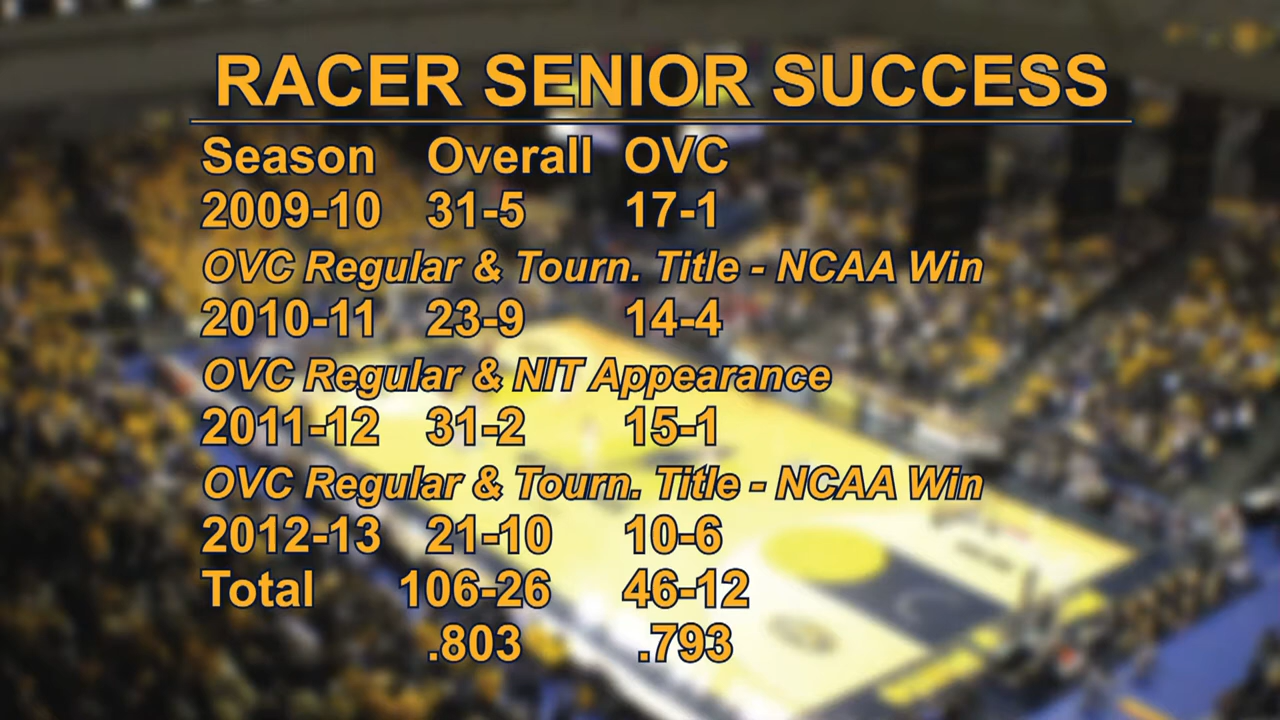 RACER SENIOR SUCCESS
Season Overall OVC
2009-10 31-5 17-1
OVC Regular & Tourn. Title - NCAA Win
2010-11 23-9 14-4
OVC Regular & NIT Appearance
2011-12 31-2 15-1
OVC Regular & Tourn. Title - NCAA Win
2012-13 21-10 10-6
Total 106-26 46-12
.803 .793